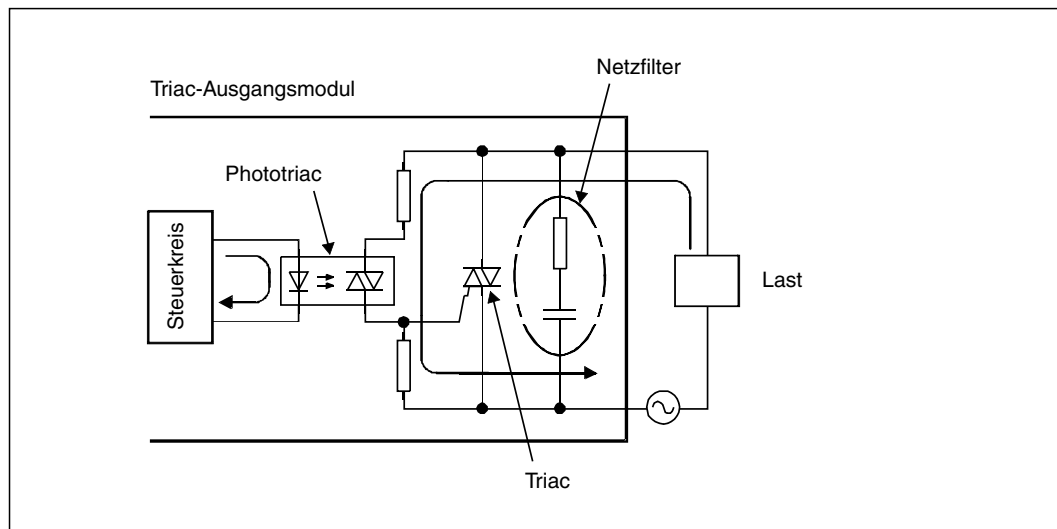 Netzfilter
Triac-Ausgangsmodul
Phototriac
Steuerkreis
Last
Triac